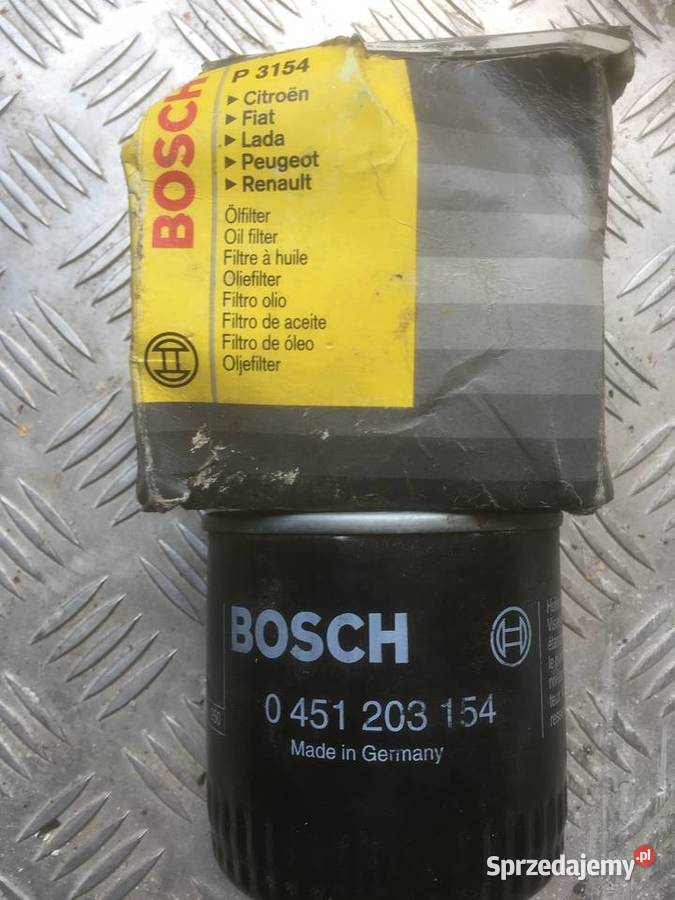 BOSCH
P 3154
▶ Citroën
▶ Fiat
▶ Lada
▶ Peugeot
▶ Renault
Ölfilter
Oil filter
Filtre à huile
Oliefilter
Filtro olio
Filtro de aceite
Filtro de óleo
Oljefilter
BOSCH
0 451 203 154
Made in Germany
Sprzedajemy.pl